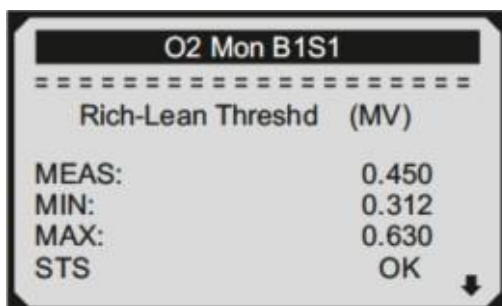 O2 Mon B1S1
= = = = = = = = = = = = = = = = = = = = =
Rich-Lean Threshd (MV)
MEAS: 0.450
MIN: 0.312
MAX: 0.630
STS OK